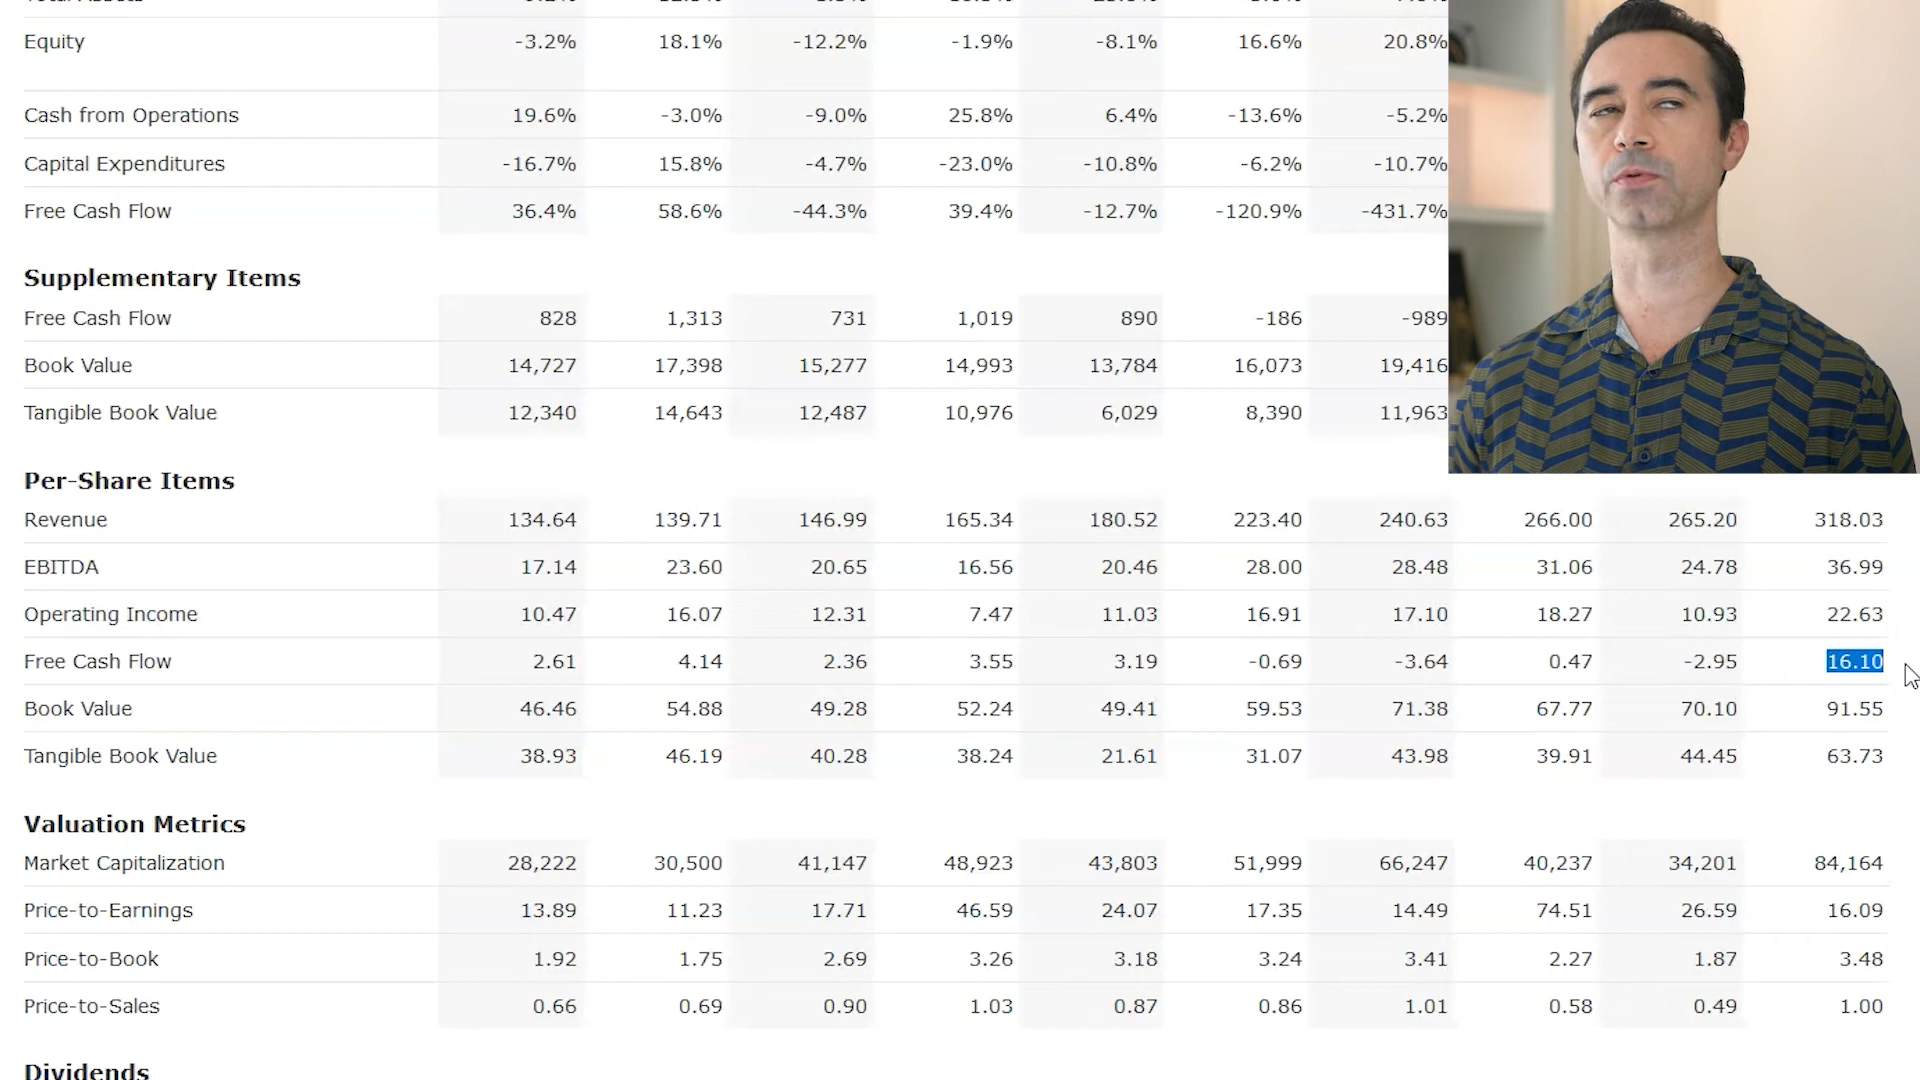 Equity -3.2% 18.1% -12.2% -1.9% -8.1% 16.6% 20.8%
Cash from Operations 19.6% -3.0% -9.0% 25.8% 6.4% -13.6% -5.2%
Capital Expenditures -16.7% 15.8% -4.7% -23.0% -10.8% -6.2% -10.7%
Free Cash Flow 36.4% 58.6% -44.3% 39.4% -12.7% -120.9% -431.7%
Supplementary Items
Free Cash Flow 828 1,313 731 1,019 890 -186 -989
Book Value 14,727 17,398 15,277 14,993 13,784 16,073 19,416
Tangible Book Value 12,340 14,643 12,487 10,976 6,029 8,390 11,963
Per-Share Items
Revenue 134.64 139.71 146.99 165.34 180.52 223.40 240.63 266.00 265.20 318.03
EBITDA 17.14 23.60 20.65 16.56 20.46 28.00 28.48 31.06 24.78 36.99
Operating Income 10.47 16.07 12.31 7.47 11.03 16.91 17.10 18.27 10.93 22.63
Free Cash Flow 2.61 4.14 2.36 3.55 3.19 -0.69 -3.64 0.47 -2.95 16.10
Book Value 46.46 54.88 49.28 52.24 49.41 59.53 71.38 67.77 70.10 91.55
Tangible Book Value 38.93 46.19 40.28 38.24 21.61 31.07 43.98 39.91 44.45 63.73
Valuation Metrics
Market Capitalization 28,222 30,500 41,147 48,923 43,803 51,999 66,247 40,237 34,201 84,164
Price-to-Earnings 13.89 11.23 17.71 46.59 24.07 17.35 14.49 74.51 26.59 16.09
Price-to-Book 1.92 1.75 2.69 3.26 3.18 3.24 3.41 2.27 1.87 3.48
Price-to-Sales 0.66 0.69 0.90 1.03 0.87 0.86 1.01 0.58 0.49 1.00
Dividends